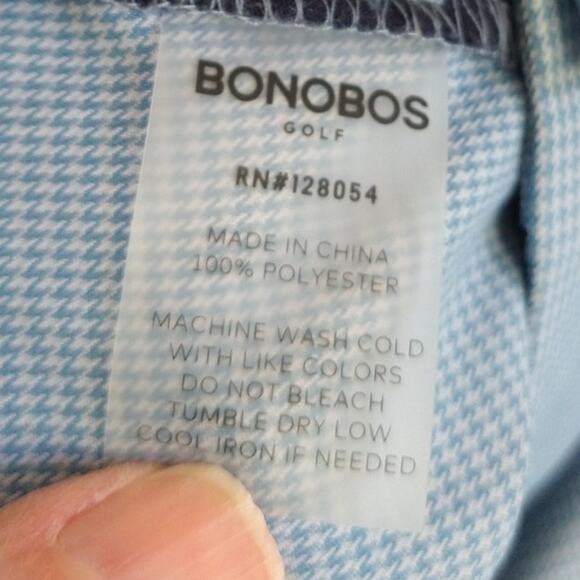 BONOBOS
GOLF
RN#128054
MADE IN CHINA
100% POLYESTER
MACHINE WASH COLD
WITH LIKE COLORS
DO NOT BLEACH
TUMBLE DRY LOW
COOL IRON IF NEEDED